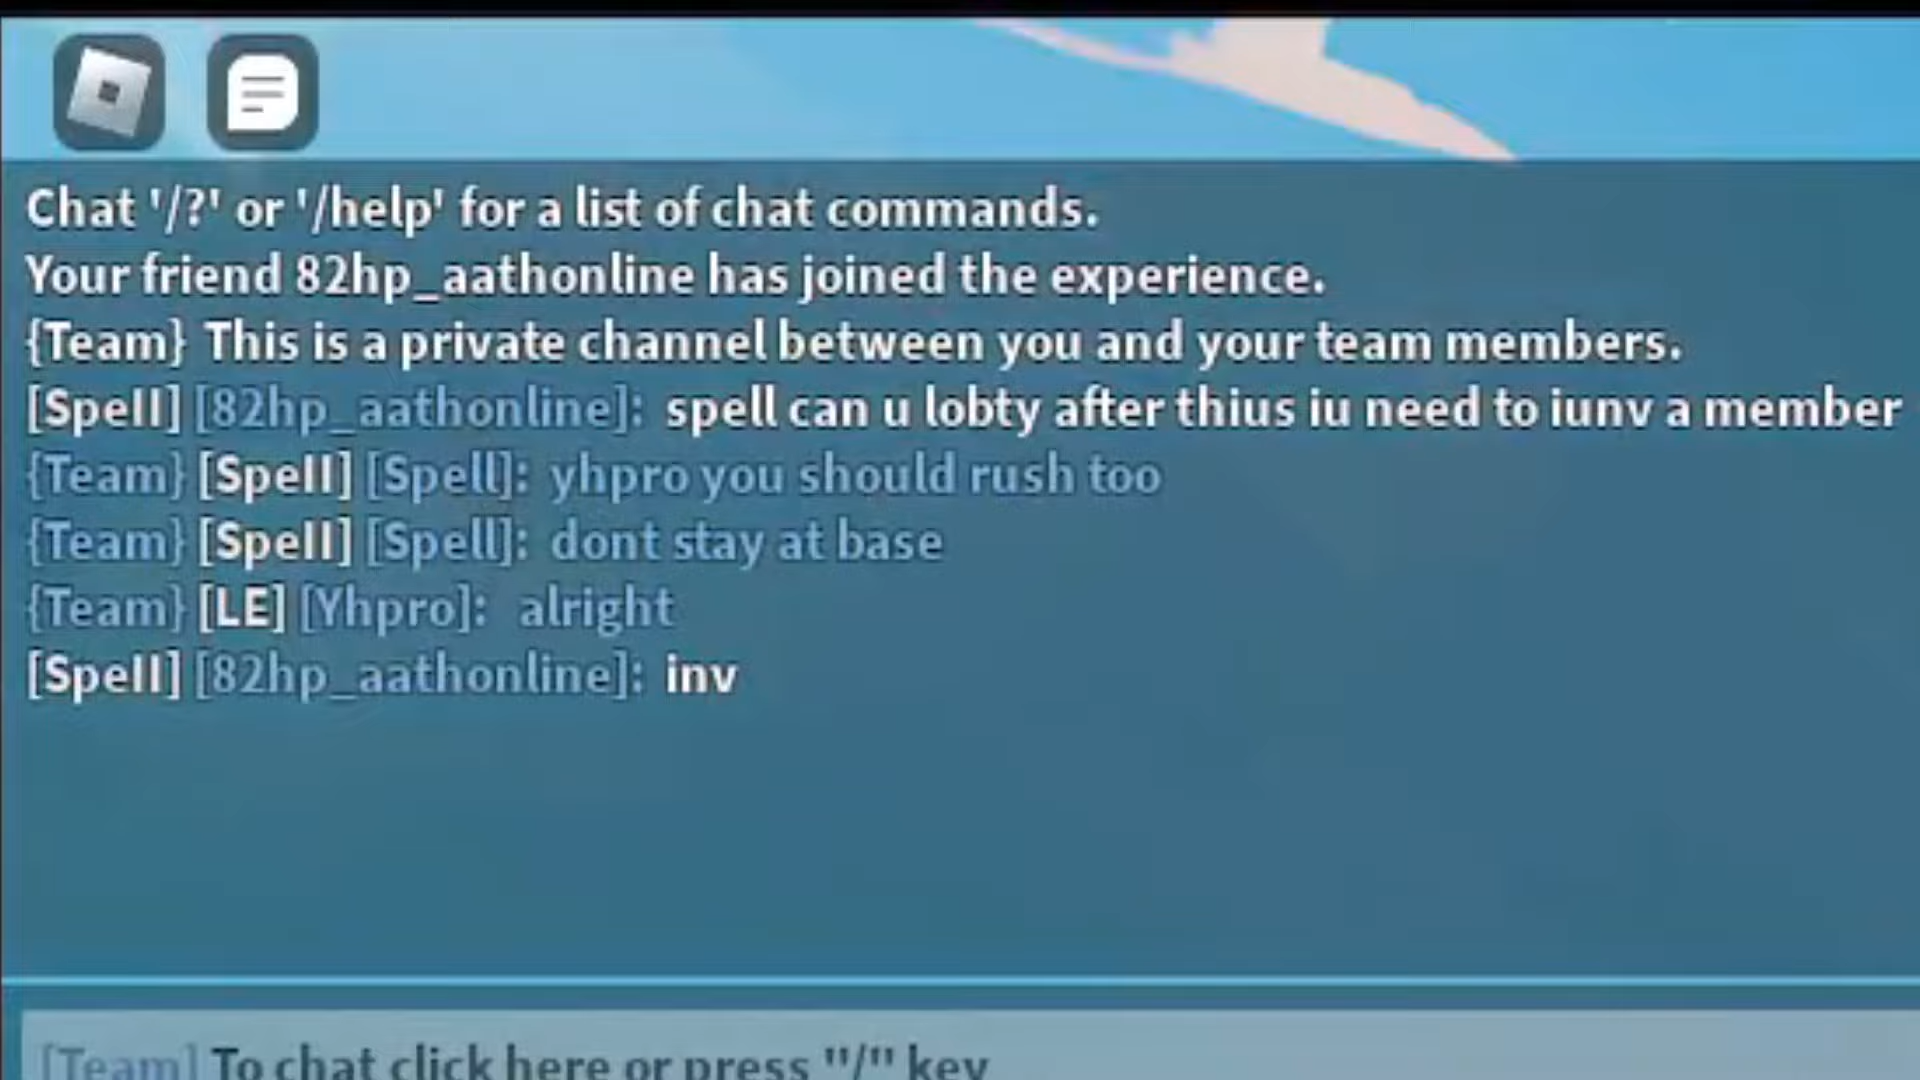 Chat '/?' or '/help' for a list of chat commands.
Your friend 82hp_aathonline has joined the experience.
{Team} This is a private channel between you and your team members.
[Spell] [82hp_aathonline]: spell can u lobty after thius iu need to iunv a member
{Team} [Spell] [Spell]: yhpro you should rush too
{Team} [Spell] [Spell]: dont stay at base
{Team} [LE] [Yhpro]: alright
[Spell] [82hp_aathonline]: inv
[Team] To chat click here or press "/" key